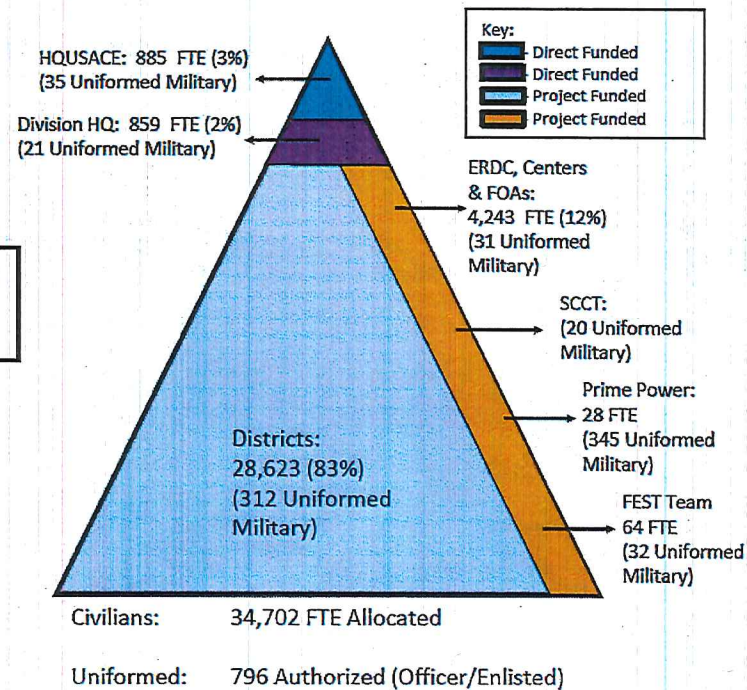 Key:
Direct Funded
Direct Funded
Project Funded
Project Funded
HQUSACE: 885 FTE (3%)
(35 Uniformed Military)
Division HQ: 859 FTE (2%)
(21 Uniformed Military)
ERDC, Centers
& FOAs:
4,243 FTE (12%)
(31 Uniformed
Military)
SCCT:
(20 Uniformed
Military)
Prime Power:
28 FTE
(345 Uniformed
Military)
FEST Team
64 FTE
(32 Uniformed
Military)
Districts:
28,623 (83%)
(312 Uniformed
Military)
Civilians: 34,702 FTE Allocated
Uniformed: 796 Authorized (Officer/Enlisted)